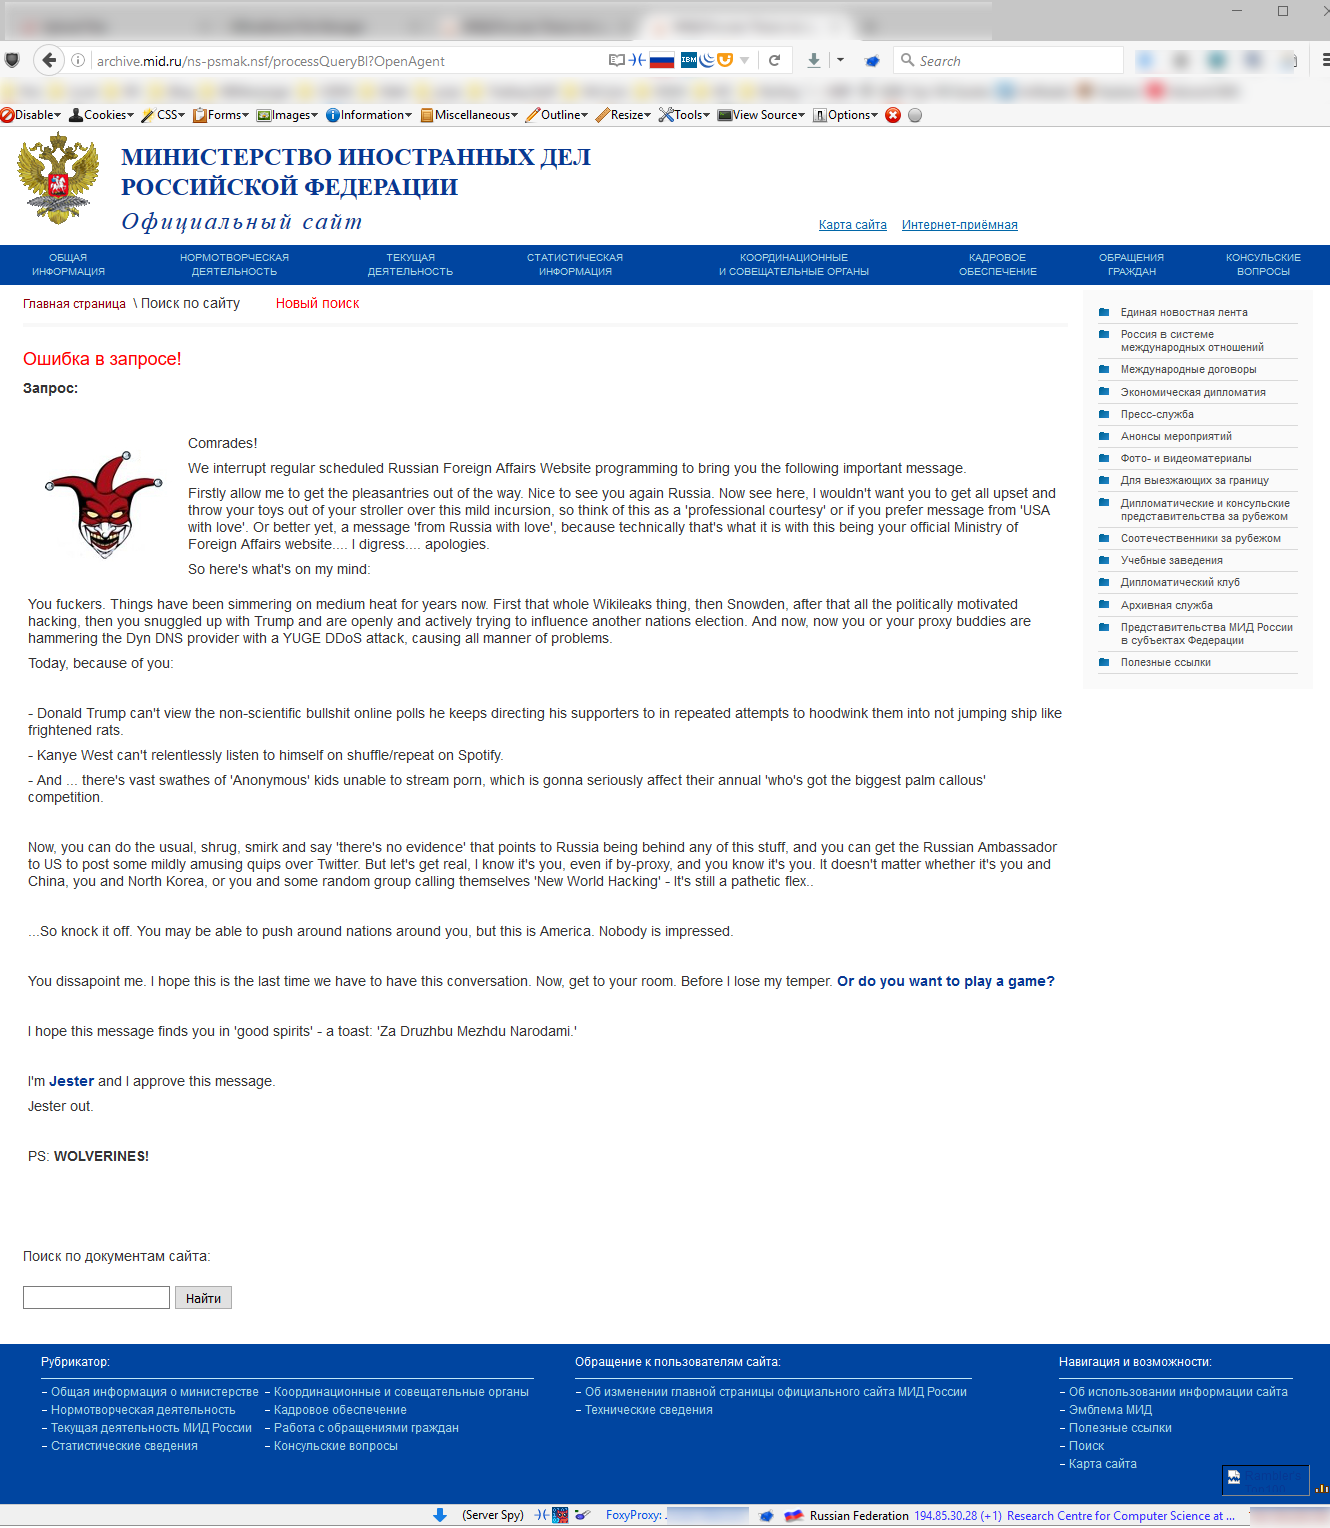 archive.mid.ru/ns-psmak.nsf/processQueryBl?OpenAgent
IBM
Search
Disable Cookies CSS Forms Images Information Miscellaneous Outline Resize Tools View Source Options
МИНИСТЕРСТВО ИНОСТРАННЫХ ДЕЛ
РОССИЙСКОЙ ФЕДЕРАЦИИ
Официальный сайт
Карта сайта Интернет-приёмная
ОБЩАЯ ИНФОРМАЦИЯ
НОРМОТВОРЧЕСКАЯ ДЕЯТЕЛЬНОСТЬ
ТЕКУЩАЯ ДЕЯТЕЛЬНОСТЬ
СТАТИСТИЧЕСКАЯ ИНФОРМАЦИЯ
КООРДИНАЦИОННЫЕ И СОВЕЩАТЕЛЬНЫЕ ОРГАНЫ
КАДРОВОЕ ОБЕСПЕЧЕНИЕ
ОБРАЩЕНИЯ ГРАЖДАН
КОНСУЛЬСКИЕ ВОПРОСЫ
Главная страница \ Поиск по сайту Новый поиск
Ошибка в запросе!
Запрос:
Comrades!
We interrupt regular scheduled Russian Foreign Affairs Website programming to bring you the following important message.
Firstly allow me to get the pleasantries out of the way. Nice to see you again Russia. Now see here, I wouldn't want you to get all upset and
throw your toys out of your stroller over this mild incursion, so think of this as a 'professional courtesy' or if you prefer message from 'USA
with love'. Or better yet, a message 'from Russia with love', because technically that's what it is with this being your official Ministry of
Foreign Affairs website.... I digress.... apologies.
So here's what's on my mind:
You fuckers. Things have been simmering on medium heat for years now. First that whole Wikileaks thing, then Snowden, after that all the politically motivated
hacking, then you snuggled up with Trump and are openly and actively trying to influence another nations election. And now, now you or your proxy buddies are
hammering the Dyn DNS provider with a YUGE DDoS attack, causing all manner of problems.
Today, because of you:
- Donald Trump can't view the non-scientific bullshit online polls he keeps directing his supporters to in repeated attempts to hoodwink them into not jumping ship like
frightened rats.
- Kanye West can't relentlessly listen to himself on shuffle/repeat on Spotify.
- And ... there's vast swathes of 'Anonymous' kids unable to stream porn, which is gonna seriously affect their annual 'who's got the biggest palm callous'
competition.
Now, you can do the usual, shrug, smirk and say 'there's no evidence' that points to Russia being behind any of this stuff, and you can get the Russian Ambassador
to US to post some mildly amusing quips over Twitter. But let's get real, I know it's you, even if by-proxy, and you know it's you. It doesn't matter whether it's you and
China, you and North Korea, or you and some random group calling themselves 'New World Hacking' - It's still a pathetic flex..
...So knock it off. You may be able to push around nations around you, but this is America. Nobody is impressed.
You dissapoint me. I hope this is the last time we have to have this conversation. Now, get to your room. Before I lose my temper. Or do you want to play a game?
I hope this message finds you in 'good spirits' - a toast: 'Za Druzhbu Mezhdu Narodami.'
I'm Jester and I approve this message.
Jester out.
PS: WOLVERINES!
Единая новостная лента
Россия в системе
международных отношений
Международные договоры
Экономическая дипломатия
Пресс-служба
Анонсы мероприятий
Фото- и видеоматериалы
Для выезжающих за границу
Дипломатические и консульские
представительства за рубежом
Соотечественники за рубежом
Учебные заведения
Дипломатический клуб
Архивная служба
Представительства МИД России
в субъектах Федерации
Полезные ссылки
Поиск по документам сайта:
Найти
Рубрикатор:
– Общая информация о министерстве
– Нормотворческая деятельность
– Текущая деятельность МИД России
– Статистические сведения
– Координационные и совещательные органы
– Кадровое обеспечение
– Работа с обращениями граждан
– Консульские вопросы
Обращение к пользователям сайта:
– Об изменении главной страницы официального сайта МИД России
– Технические сведения
Навигация и возможности:
– Об использовании информации сайта
– Эмблема МИД
– Полезные ссылки
– Поиск
– Карта сайта
(Server Spy) FoxyProxy: Russian Federation 194.85.30.28 (+1) Research Centre for Computer Science at ...